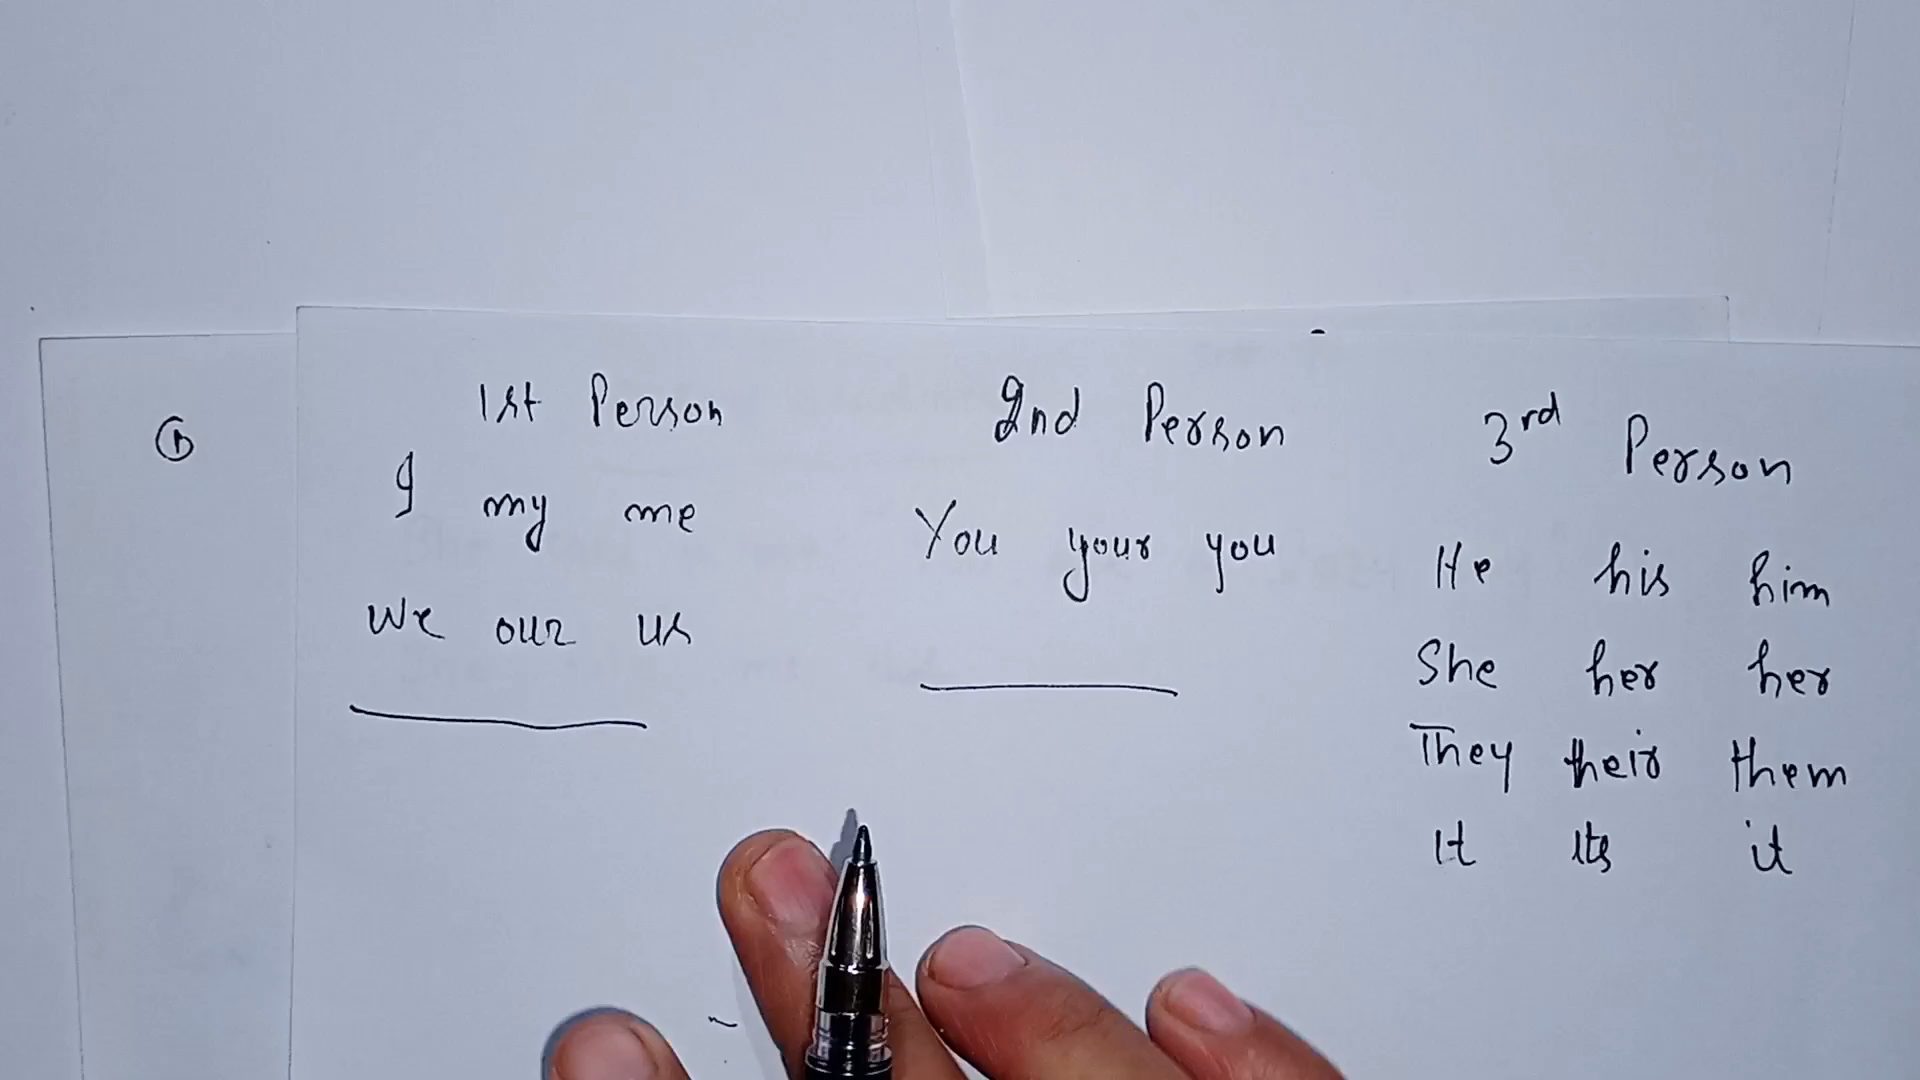 1
1st Person
I my me
We our us
2nd Person
You your you
3rd Person
He his him
She her her
They their them
It Its it